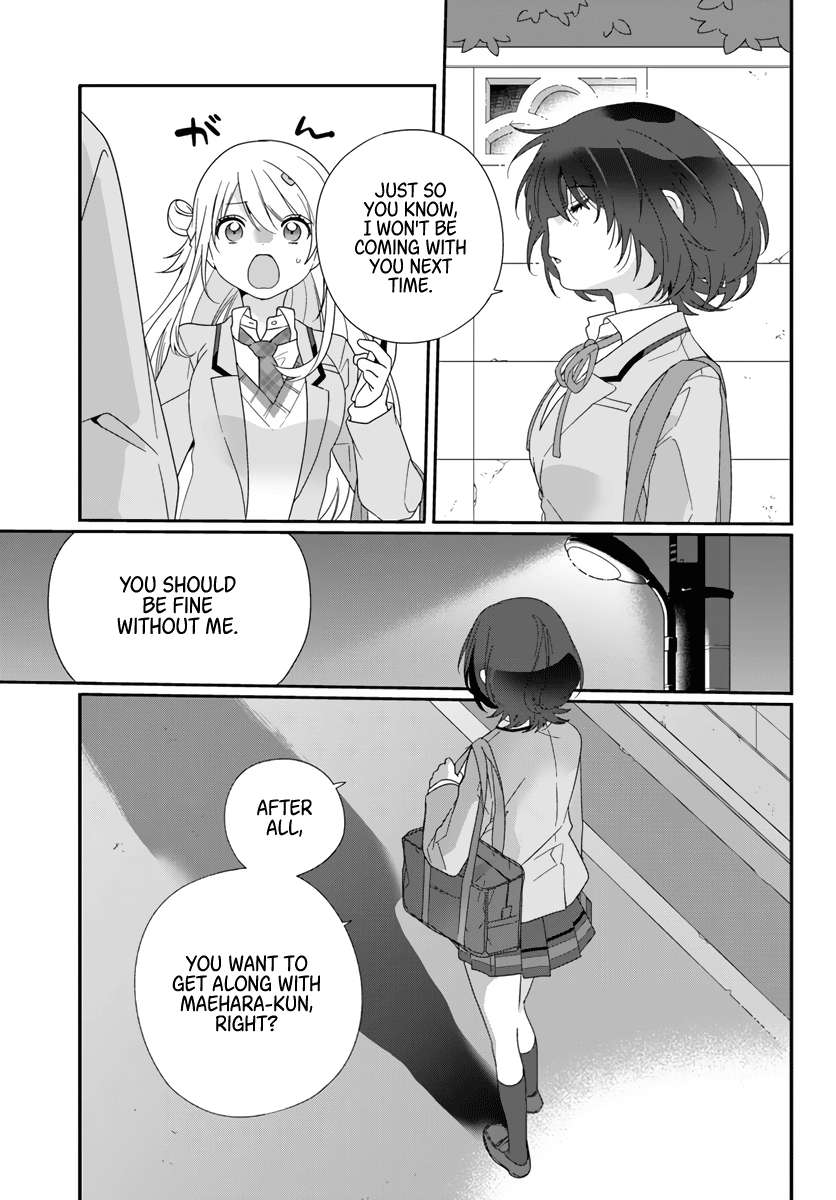 JUST SO
YOU KNOW,
I WON'T BE
COMING WITH
YOU NEXT
TIME.
がん
YOU SHOULD
BE FINE
WITHOUT ME.
AFTER
ALL,
YOU WANT TO
GET ALONG WITH
MAEHARA-KUN,
RIGHT?